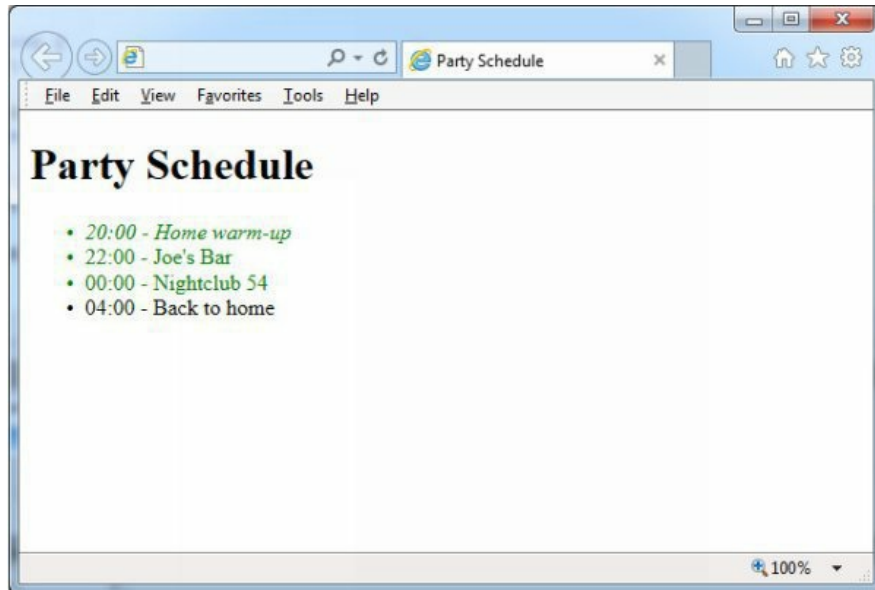 Party Schedule
File Edit View Favorites Tools Help
Party Schedule
• 20:00 - Home warm-up
• 22:00 - Joe's Bar
• 00:00 - Nightclub 54
• 04:00 - Back to home
100%